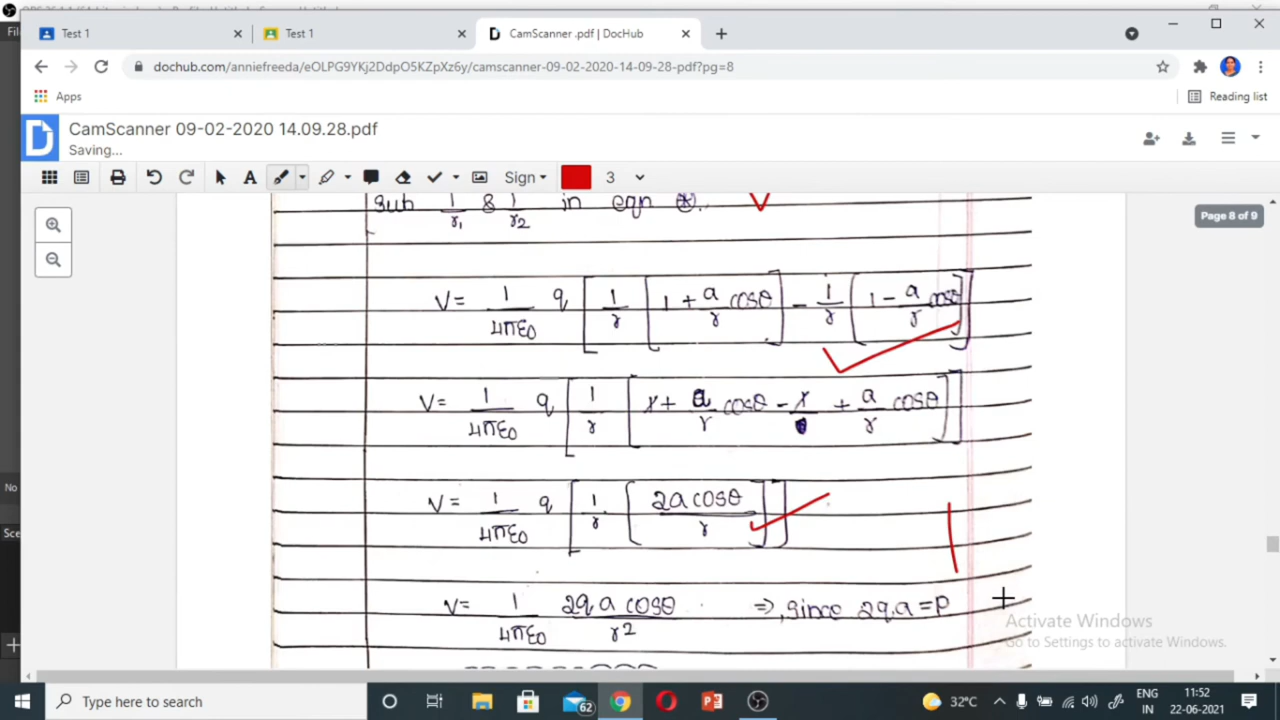 Test 1
Test 1
CamScanner .pdf | DocHub
dochub.com/anniefreeda/eOLPG9YKj2DdpO5KZpXz6y/camscanner-09-02-2020-14-09-28-pdf?pg=8
Apps
Reading list
CamScanner 09-02-2020 14.09.28.pdf
Saving...
Sign
3
Page 8 of 9
Sub 1/r1 & 1/r2 in eqn ⊛.
V= 1/4πε0 q [1/r [1 + a/r cosθ] - 1/r [1 - a/r cosθ]]
V= 1/4πε0 q [1/r [1 + a/r cosθ - 1 + a/r cosθ]]
V= 1/4πε0 q [1/r [2a cosθ/r]]
V= 1/4πε0 2q a cosθ/r2 ⇒, since 2q.a = p
Activate Windows
Go to Settings to activate Windows.
No
Sce
Type here to search
62
32°C
ENG
IN
11:52
22-06-2021